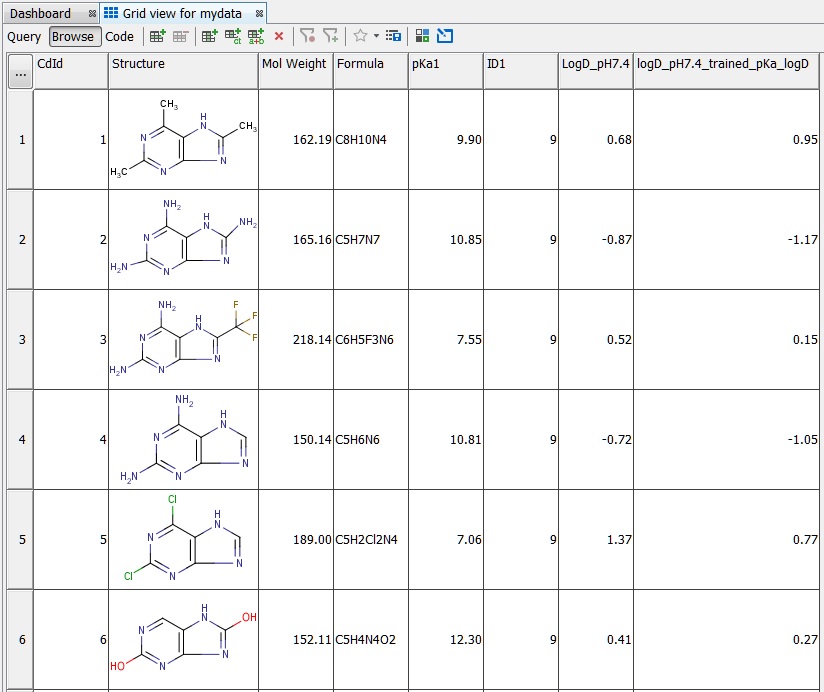 Dashboard Grid view for mydata
Query Browse Code
... CdId Structure Mol Weight Formula pKa1 ID1 LogD_pH7.4 logD_pH7.4_trained_pKa_logD
1 1 CH3 N H N CH3 H3C N N 162.19 C8H10N4 9.90 9 0.68 0.95
2 2 NH2 N H N NH2 H2N N N 165.16 C5H7N7 10.85 9 -0.87 -1.17
3 3 NH2 N H N F F F H2N N N 218.14 C6H5F3N6 7.55 9 0.52 0.15
4 4 NH2 N H N H2N N N 150.14 C5H6N6 10.81 9 -0.72 -1.05
5 5 Cl N H N Cl N N 189.00 C5H2Cl2N4 7.06 9 1.37 0.77
6 6 N H N OH HO N N 152.11 C5H4N4O2 12.30 9 0.41 0.27